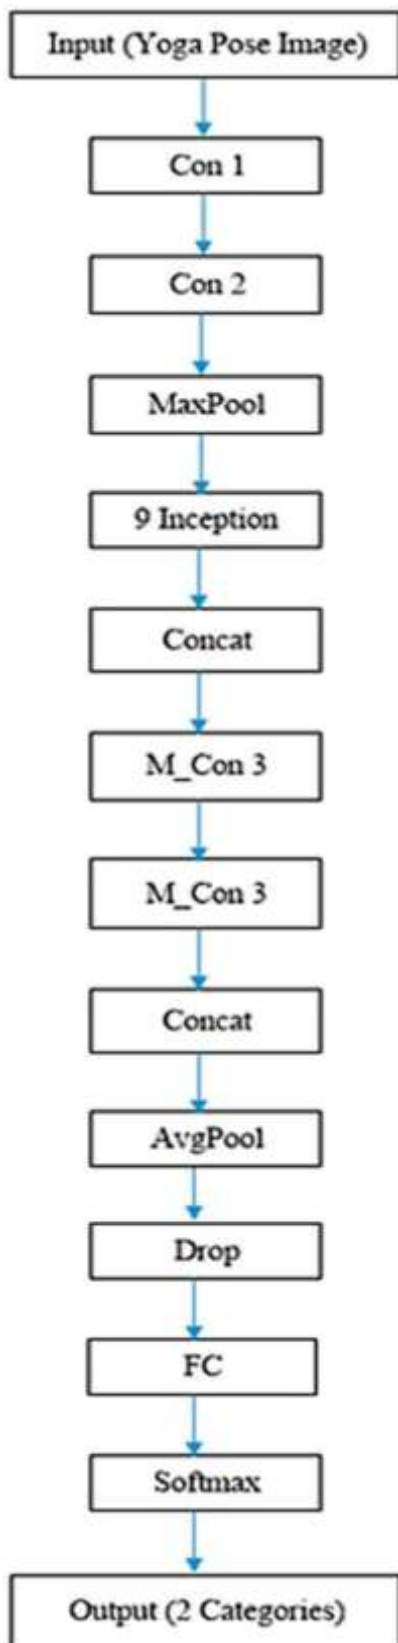 Input (Yoga Pose Image)
Con 1
Con 2
MaxPool
9 Inception
Concat
M_Con 3
M_Con 3
Concat
AvgPool
Drop
FC
Softmax
Output (2 Categories)